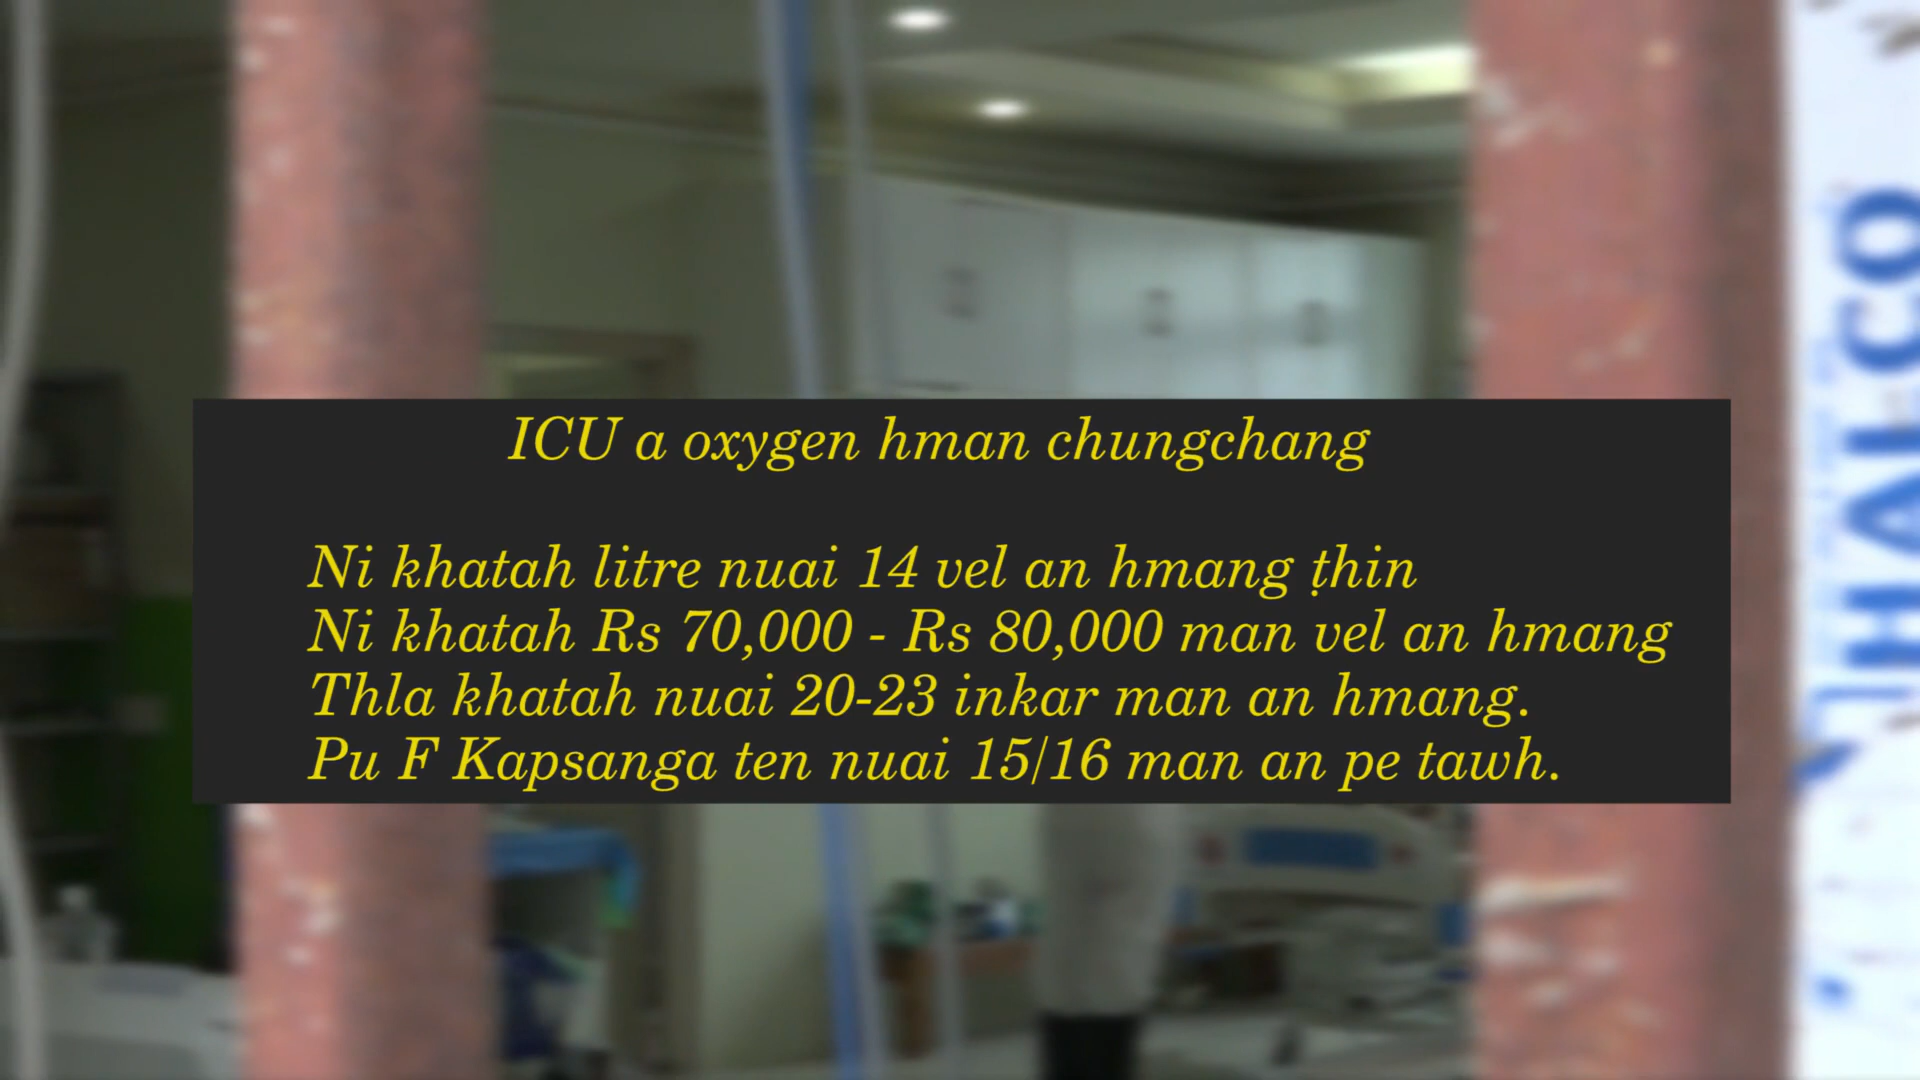 ICU a oxygen hman chungchang
Ni khatah litre nuai 14 vel an hmang ṭhin
Ni khatah Rs 70,000 - Rs 80,000 man vel an hmang
Thla khatah nuai 20-23 inkar man an hmang.
Pu F Kapsanga ten nuai 15/16 man an pe tawh.